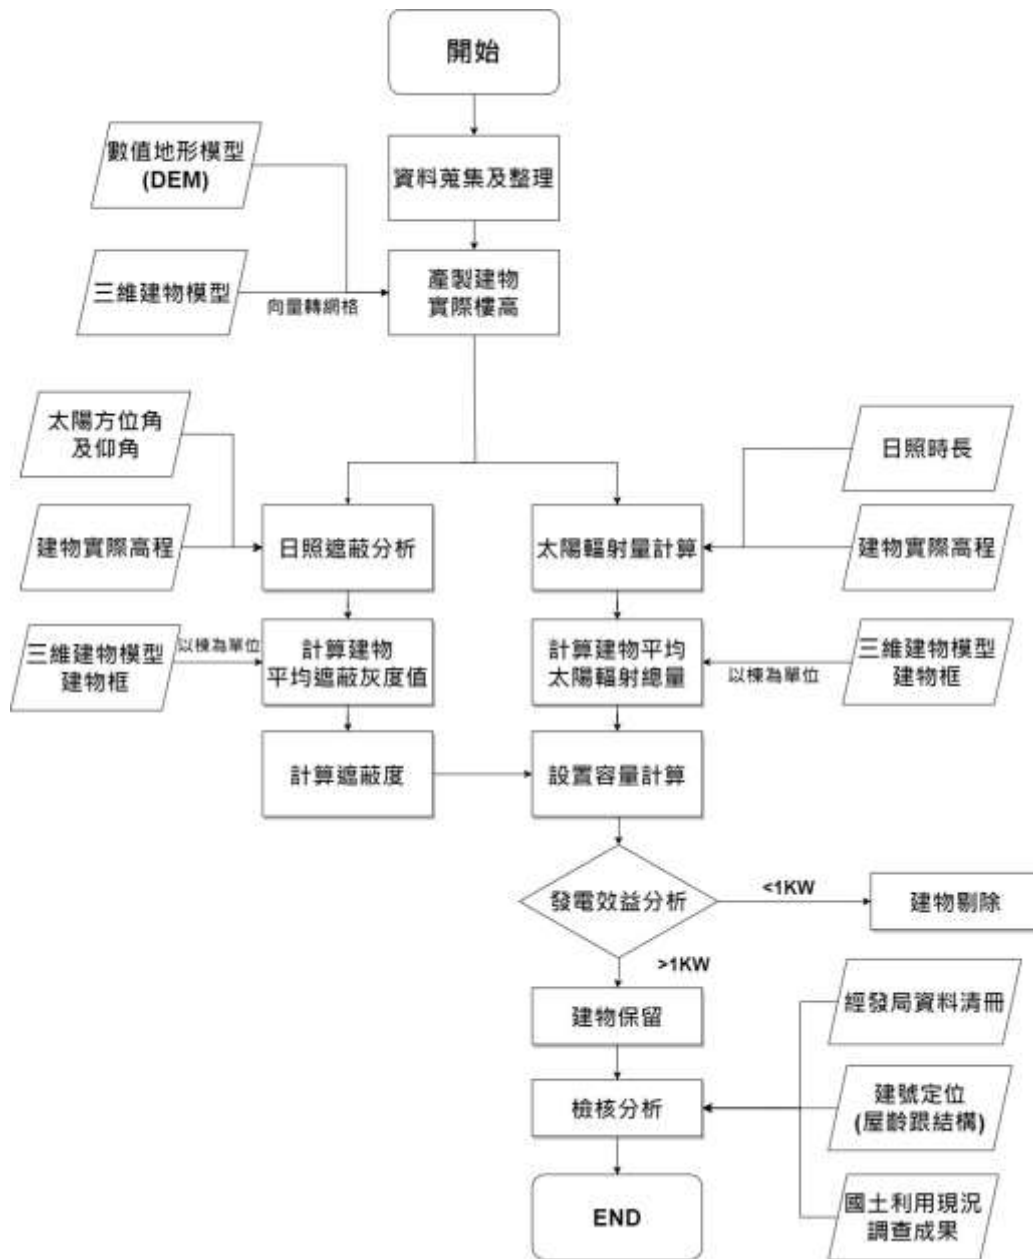 開始
數值地形模型
(DEM)
資料蒐集及整理
三維建物模型
向量轉網格
產製建物
實際樓高
太陽方位角
及仰角
日照時長
建物實際高程
日照遮蔽分析
太陽輻射量計算
建物實際高程
三維建物模型
建物框
以棟為單位
計算建物
平均遮蔽灰度值
計算建物平均
太陽輻射總量
以棟為單位
三維建物模型
建物框
計算遮蔽度
設置容量計算
發電效益分析
<1KW
建物剔除
>1KW
建物保留
經發局資料清冊
檢核分析
建號定位
(屋齡跟結構)
END
國土利用現況
調查成果